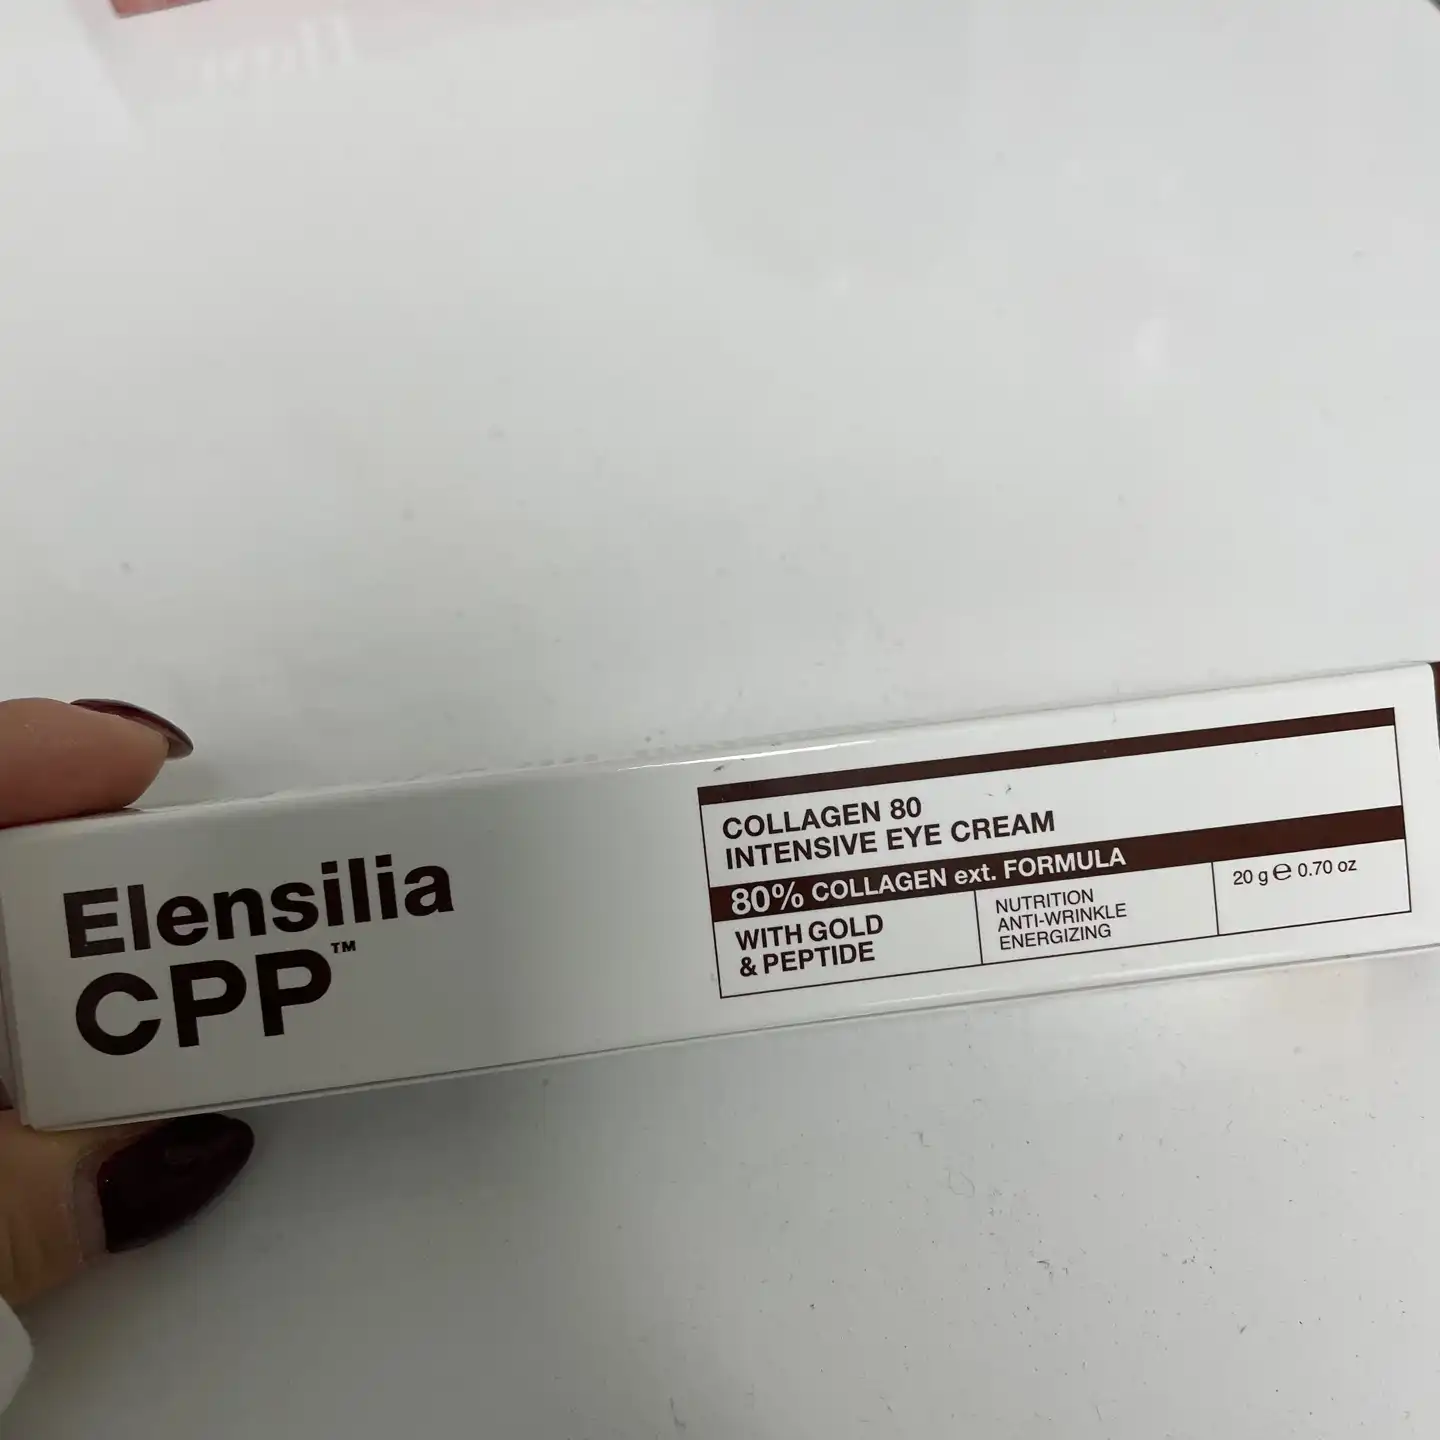 Elensilia
CPP™
COLLAGEN 80
INTENSIVE EYE CREAM
80% COLLAGEN ext. FORMULA
WITH GOLD
& PEPTIDE
NUTRITION
ANTI-WRINKLE
ENERGIZING
20 g ℮ 0.70 oz